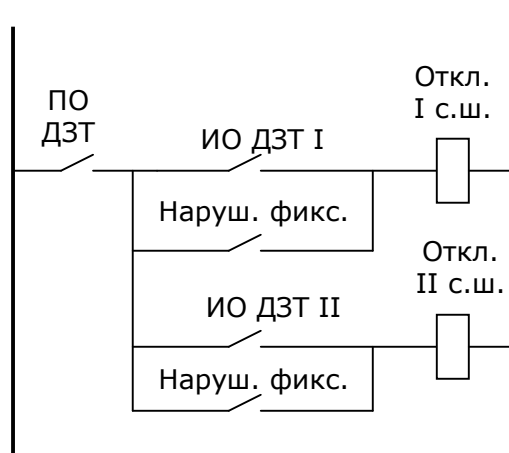 ПО
ДЗТ
ИО ДЗТ I
Откл.
I с.ш.
Наруш. фикс.
ИО ДЗТ II
Откл.
II с.ш.
Наруш. фикс.